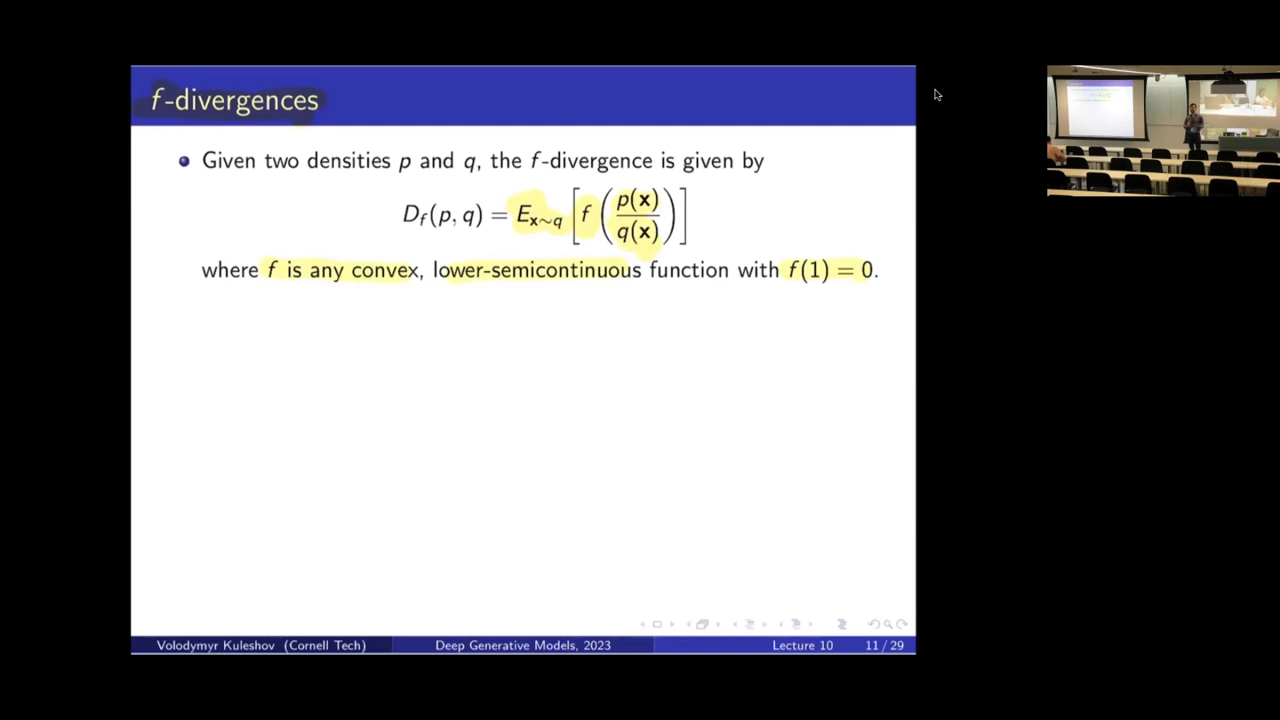 f-divergences
Given two densities p and q, the f-divergence is given by
D_f(p, q) = E_{x∼q} [ f ( p(x) / q(x) ) ]
where f is any convex, lower-semicontinuous function with f(1) = 0.
Volodymyr Kuleshov (Cornell Tech) Deep Generative Models, 2023 Lecture 10 11 / 29